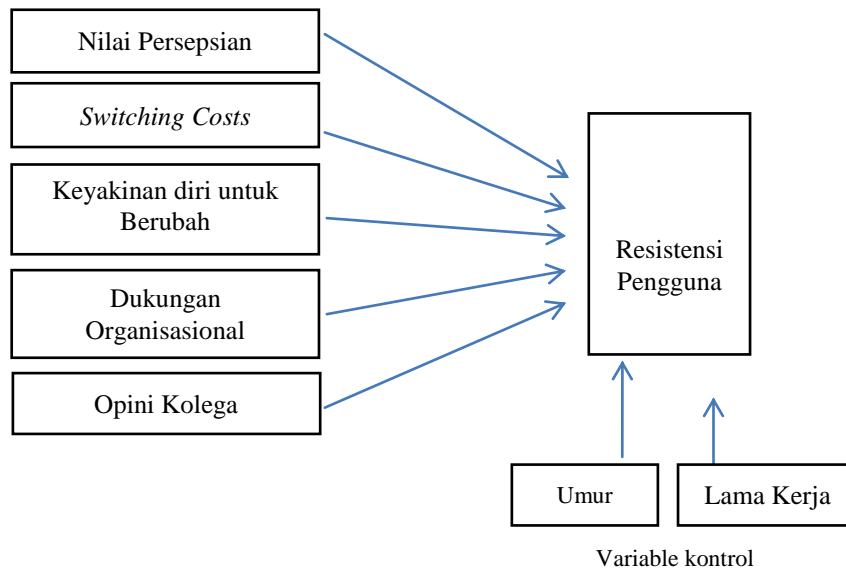 Nilai Persepsian
Switching Costs
Keyakinan diri untuk
Berubah
Dukungan
Organisasional
Opini Kolega
Resistensi
Pengguna
Umur
Lama Kerja
Variable kontrol